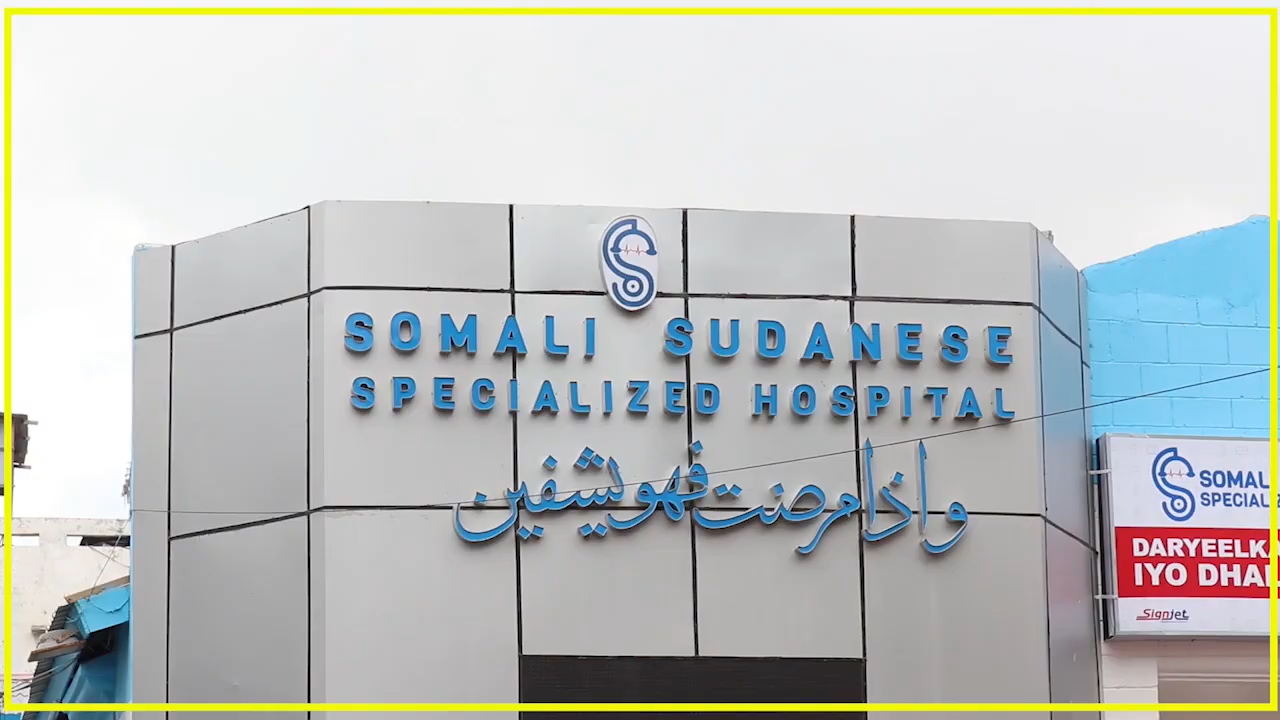 SOMALI SUDANESE
SPECIALIZED HOSPITAL
واذا مرضت فهو يشفين
SOMAL
SPECIAL
DARYEELKA
IYO DHA
Signjet